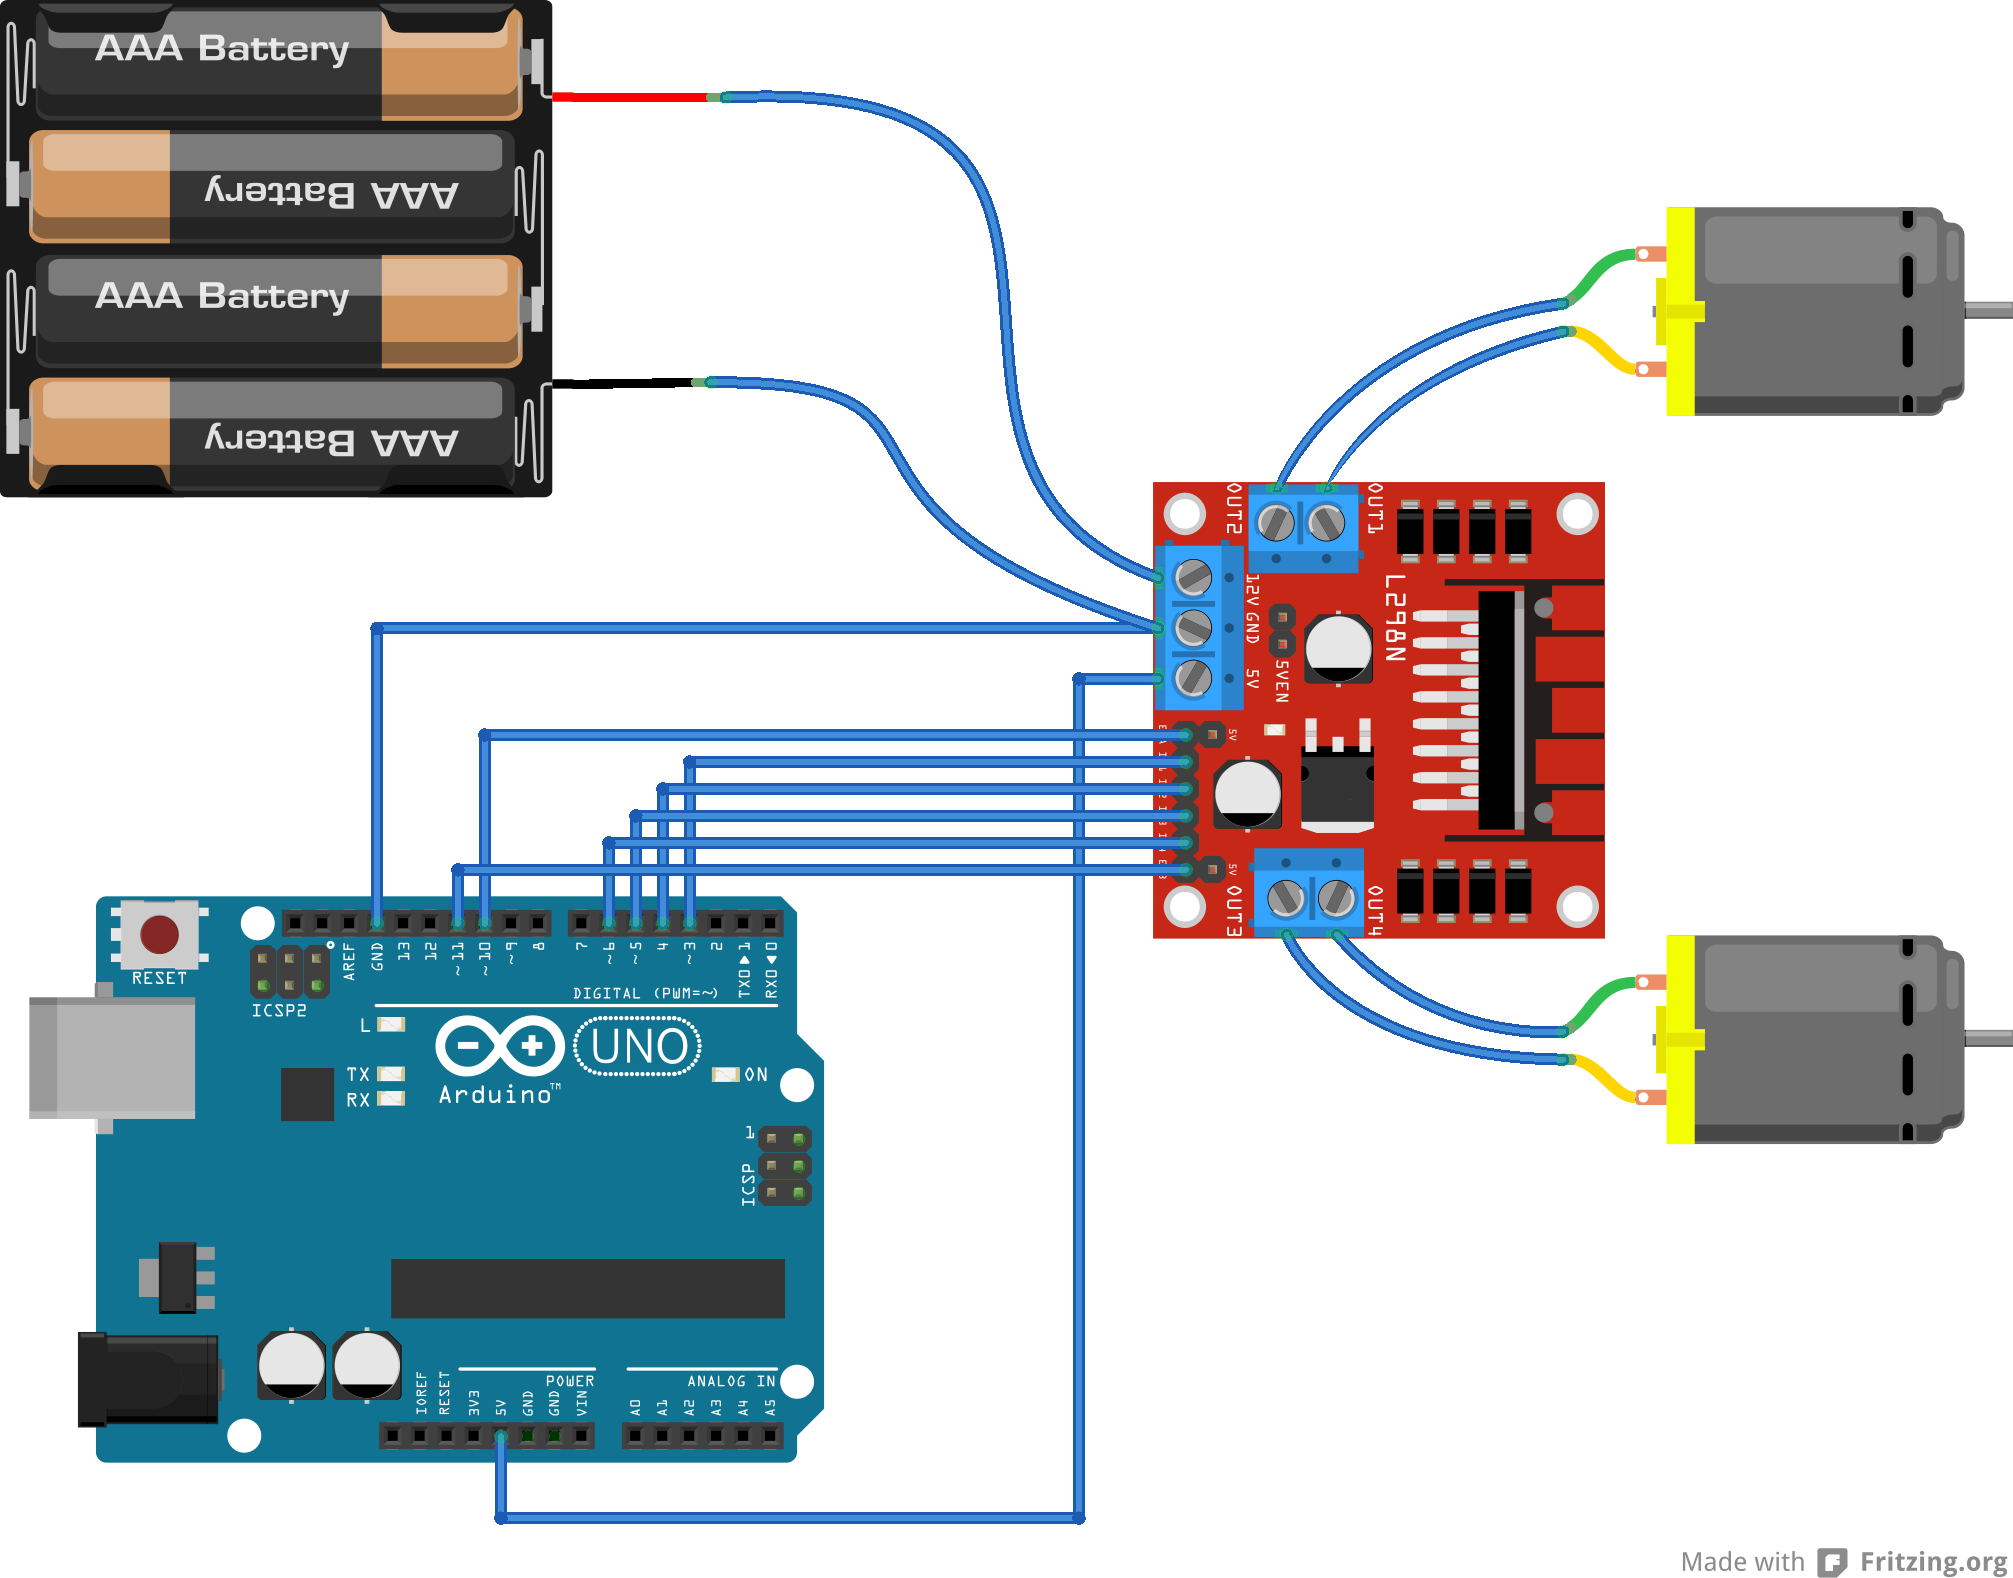 AAA Battery
AAA Battery
AAA Battery
AAA Battery
OUT2
OUT1
12V
GND
5V
5VEN
L298N
5V
5V
OUT3
OUT4
RESET
ICSP2
AREF
GND
13
12
~11
~10
~9
8
7
~6
~5
4
~3
2
TX0▶1
RX0◀0
DIGITAL (PWM=~)
L
TX
RX
UNO
Arduino™
ON
1
ICSP
POWER
ANALOG IN
IOREF
RESET
3V3
5V
GND
GND
VIN
A0
A1
A2
A3
A4
A5
Made with Fritzing.org